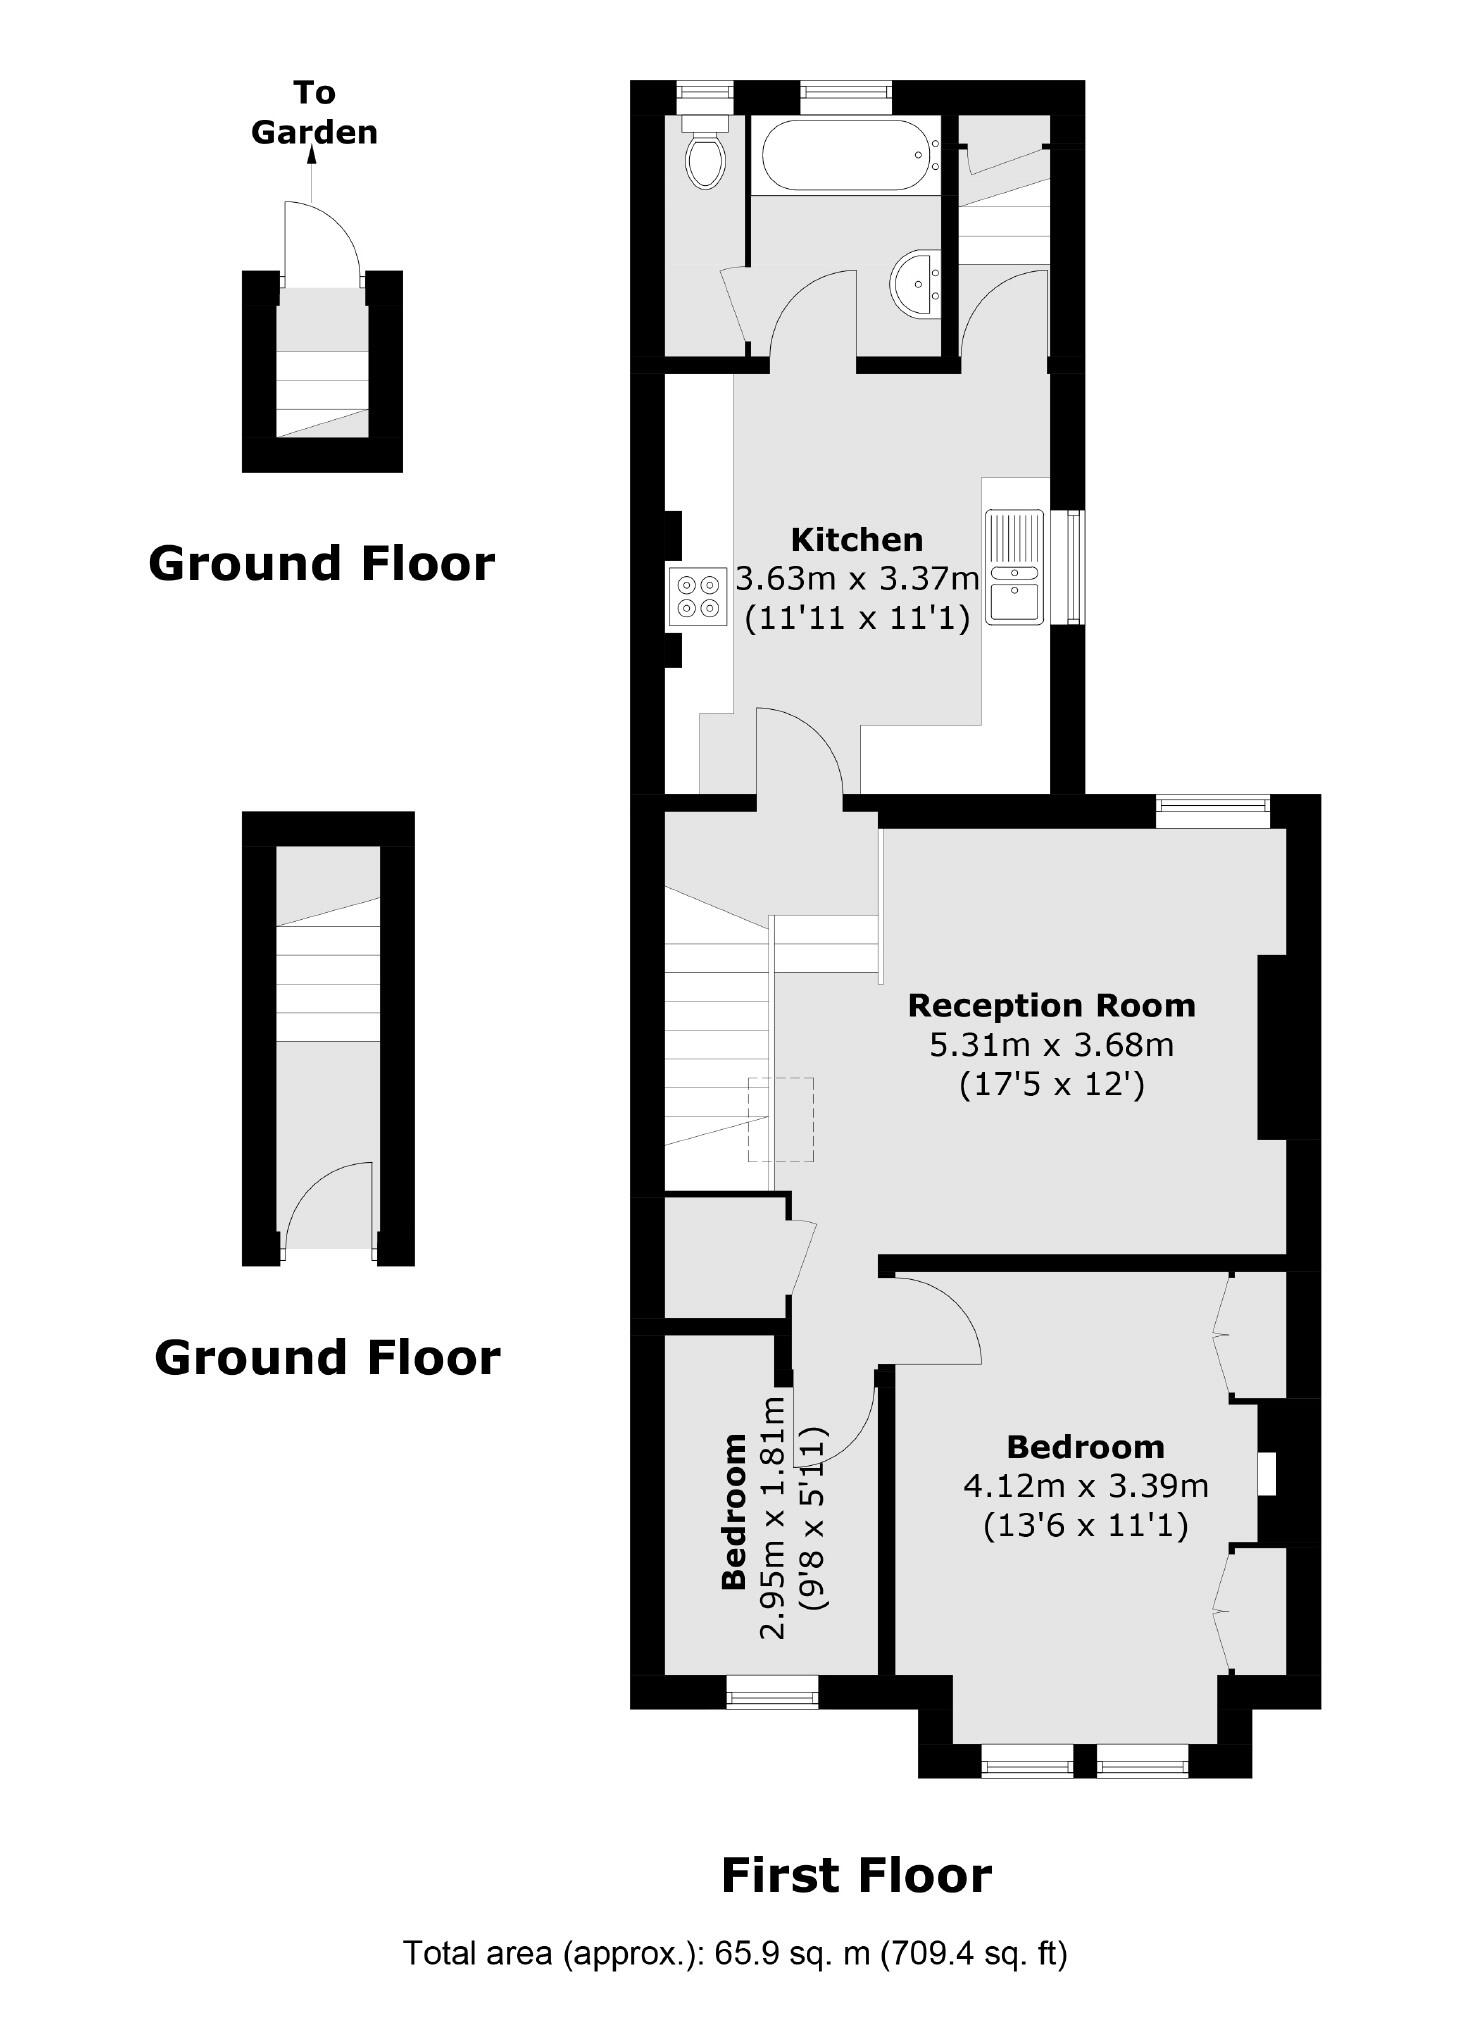 To
Garden
Ground Floor
Kitchen
3.63m x 3.37m
(11'11 x 11'1)
Reception Room
5.31m x 3.68m
(17'5 x 12')
Ground Floor
Bedroom
2.95m x 1.81m
(9'8 x 5'11)
Bedroom
4.12m x 3.39m
(13'6 x 11'1)
First Floor
Total area (approx.): 65.9 sq. m (709.4 sq. ft)